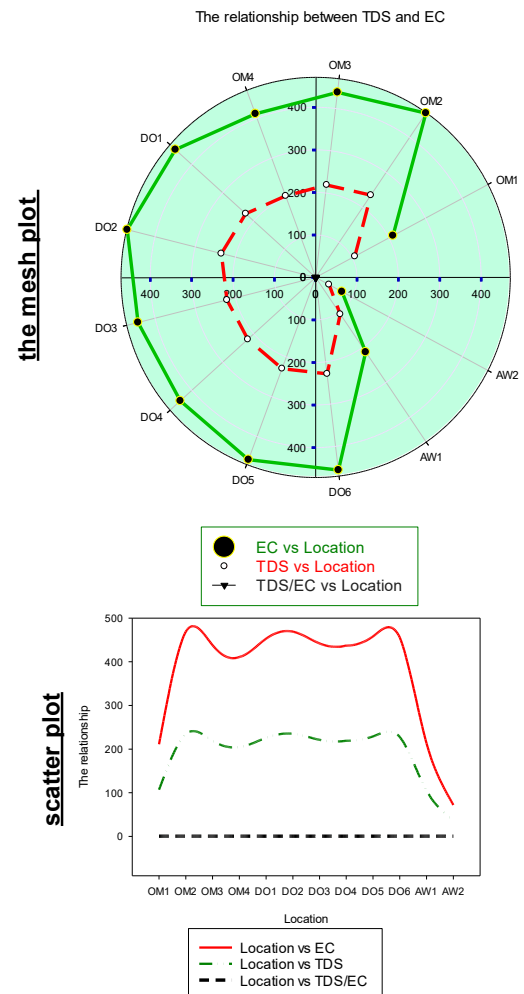 The relationship between TDS and EC
the mesh plot
OM3
OM4
OM2
DO1
OM1
DO2
DO3
DO4
DO5
DO6
AW1
AW2
400
300
200
100
0
400 300 200 100 0 100 200 300 400
100
200
300
400
EC vs Location
TDS vs Location
TDS/EC vs Location
scatter plot
The relationship
500
400
300
200
100
0
OM1 OM2 OM3 OM4 DO1 DO2 DO3 DO4 DO5 DO6 AW1 AW2
Location
Location vs EC
Location vs TDS
Location vs TDS/EC